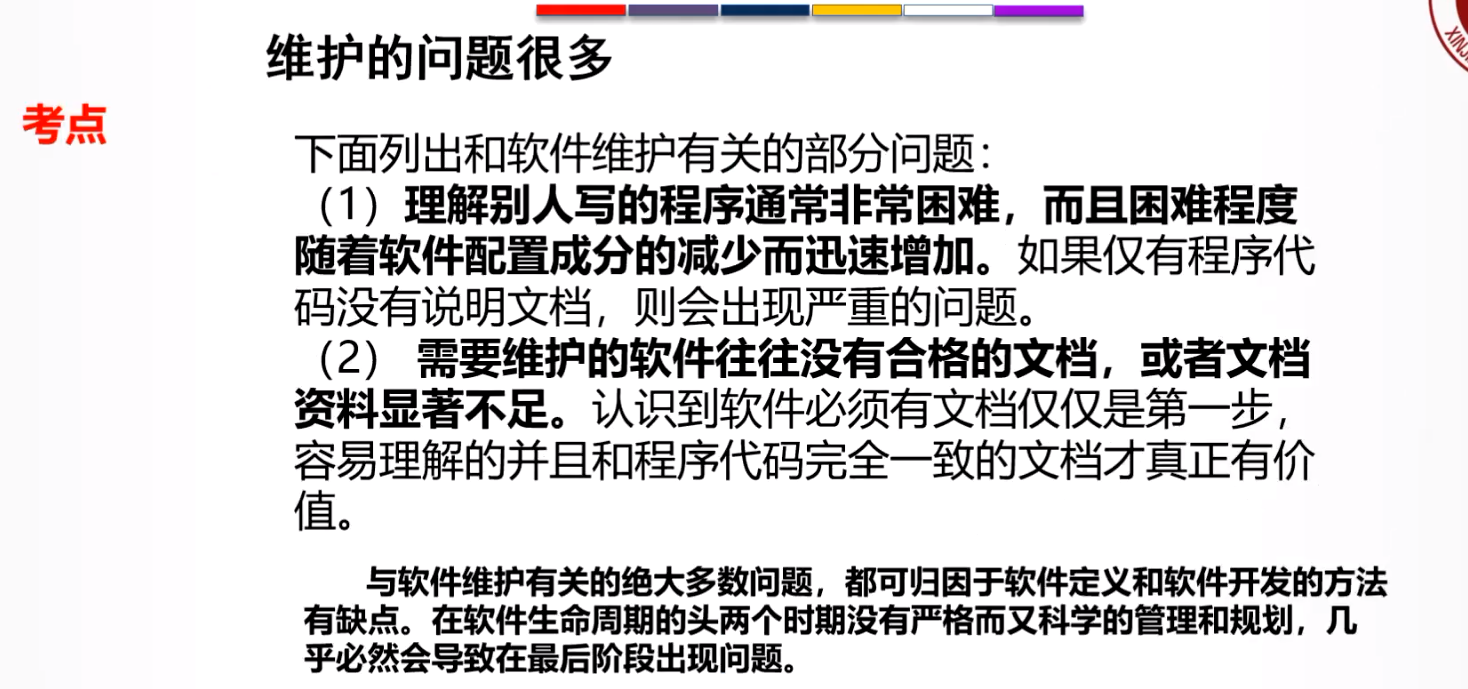 维护的问题很多
考点
下面列出和软件维护有关的部分问题：
（1）理解别人写的程序通常非常困难，而且困难程度
随着软件配置成分的减少而迅速增加。如果仅有程序代
码没有说明文档，则会出现严重的问题。
（2） 需要维护的软件往往没有合格的文档，或者文档
资料显著不足。认识到软件必须有文档仅仅是第一步，
容易理解的并且和程序代码完全一致的文档才真正有价
值。
与软件维护有关的绝大多数问题，都可归因于软件定义和软件开发的方法
有缺点。在软件生命周期的头两个时期没有严格而又科学的管理和规划，几
乎必然会导致在最后阶段出现问题。